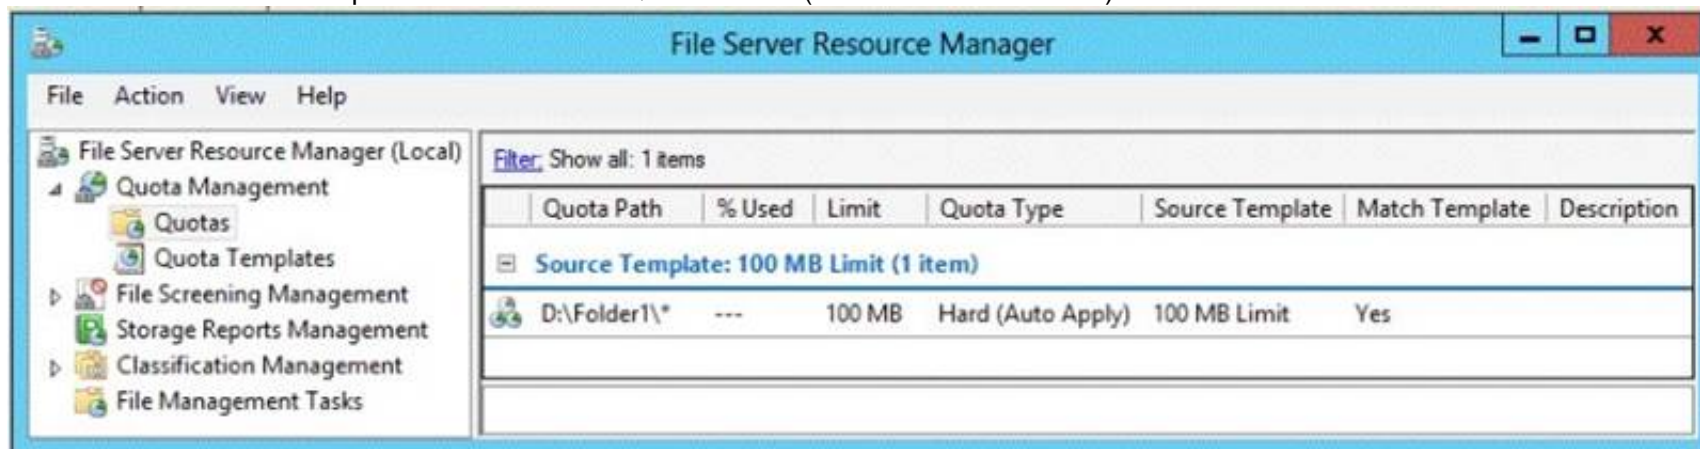 File Server Resource Manager
File Action View Help
File Server Resource Manager (Local)
Quota Management
Quotas
Quota Templates
File Screening Management
Storage Reports Management
Classification Management
File Management Tasks
Filter: Show all: 1 items
Quota Path % Used Limit Quota Type Source Template Match Template Description
Source Template: 100 MB Limit (1 item)
D:\Folder1\* --- 100 MB Hard (Auto Apply) 100 MB Limit Yes